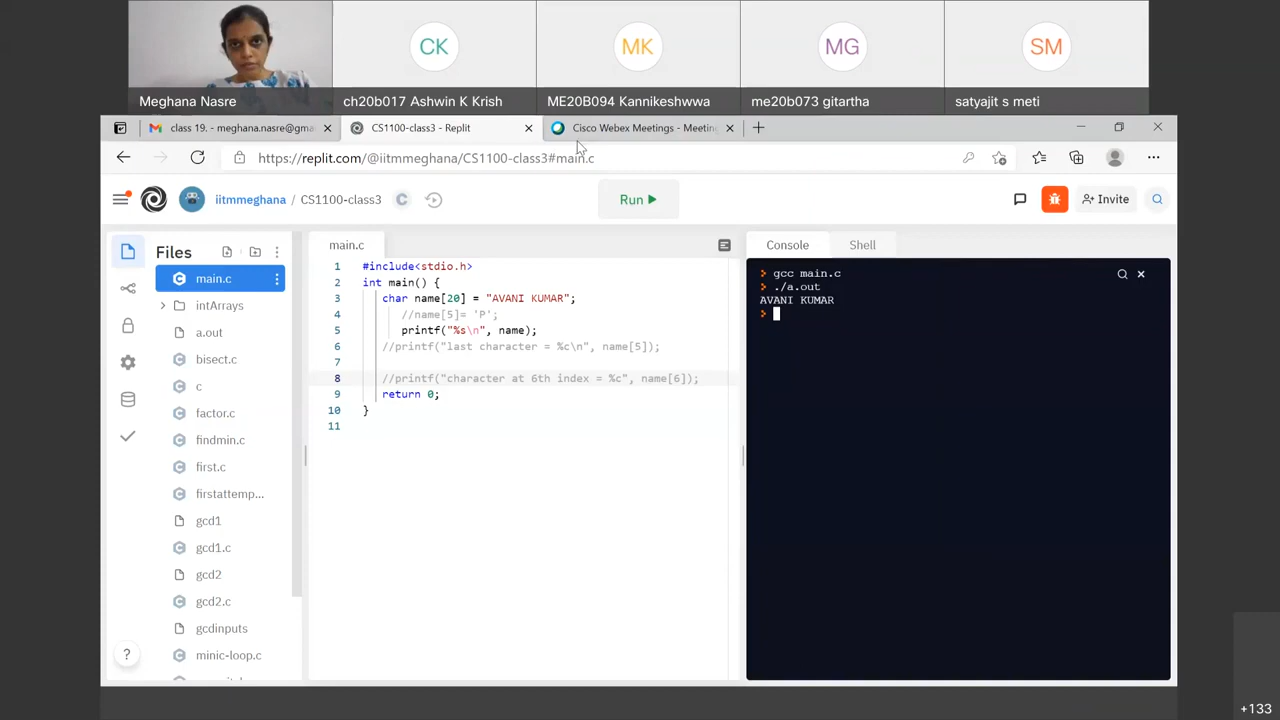 CK
MK
MG
SM
Meghana Nasre
ch20b017 Ashwin K Krish
ME20B094 Kannikeshwwa
me20b073 gitartha
satyajit s meti
class 19. - meghana.nasre@gm
CS1100-class3 - Replit
Cisco Webex Meetings - Meeting
https://replit.com/@iitmmeghana/CS1100-class3#main.c
iitmmeghana / CS1100-class3
C
Run
Invite
Files
main.c
intArrays
a.out
bisect.c
c
factor.c
findmin.c
first.c
firstattemp...
gcd1
gcd1.c
gcd2
gcd2.c
gcdinputs
minic-loop.c
?
main.c
1 #include<stdio.h>
2 int main() {
3 char name[20] = "AVANI KUMAR";
4 //name[5]= 'P';
5 printf("%s\n", name);
6 //printf("last character = %c\n", name[5]);
7
8 //printf("character at 6th index = %c", name[6]);
9 return 0;
10 }
11
Console
Shell
> gcc main.c
> ./a.out
AVANI KUMAR
>
+133